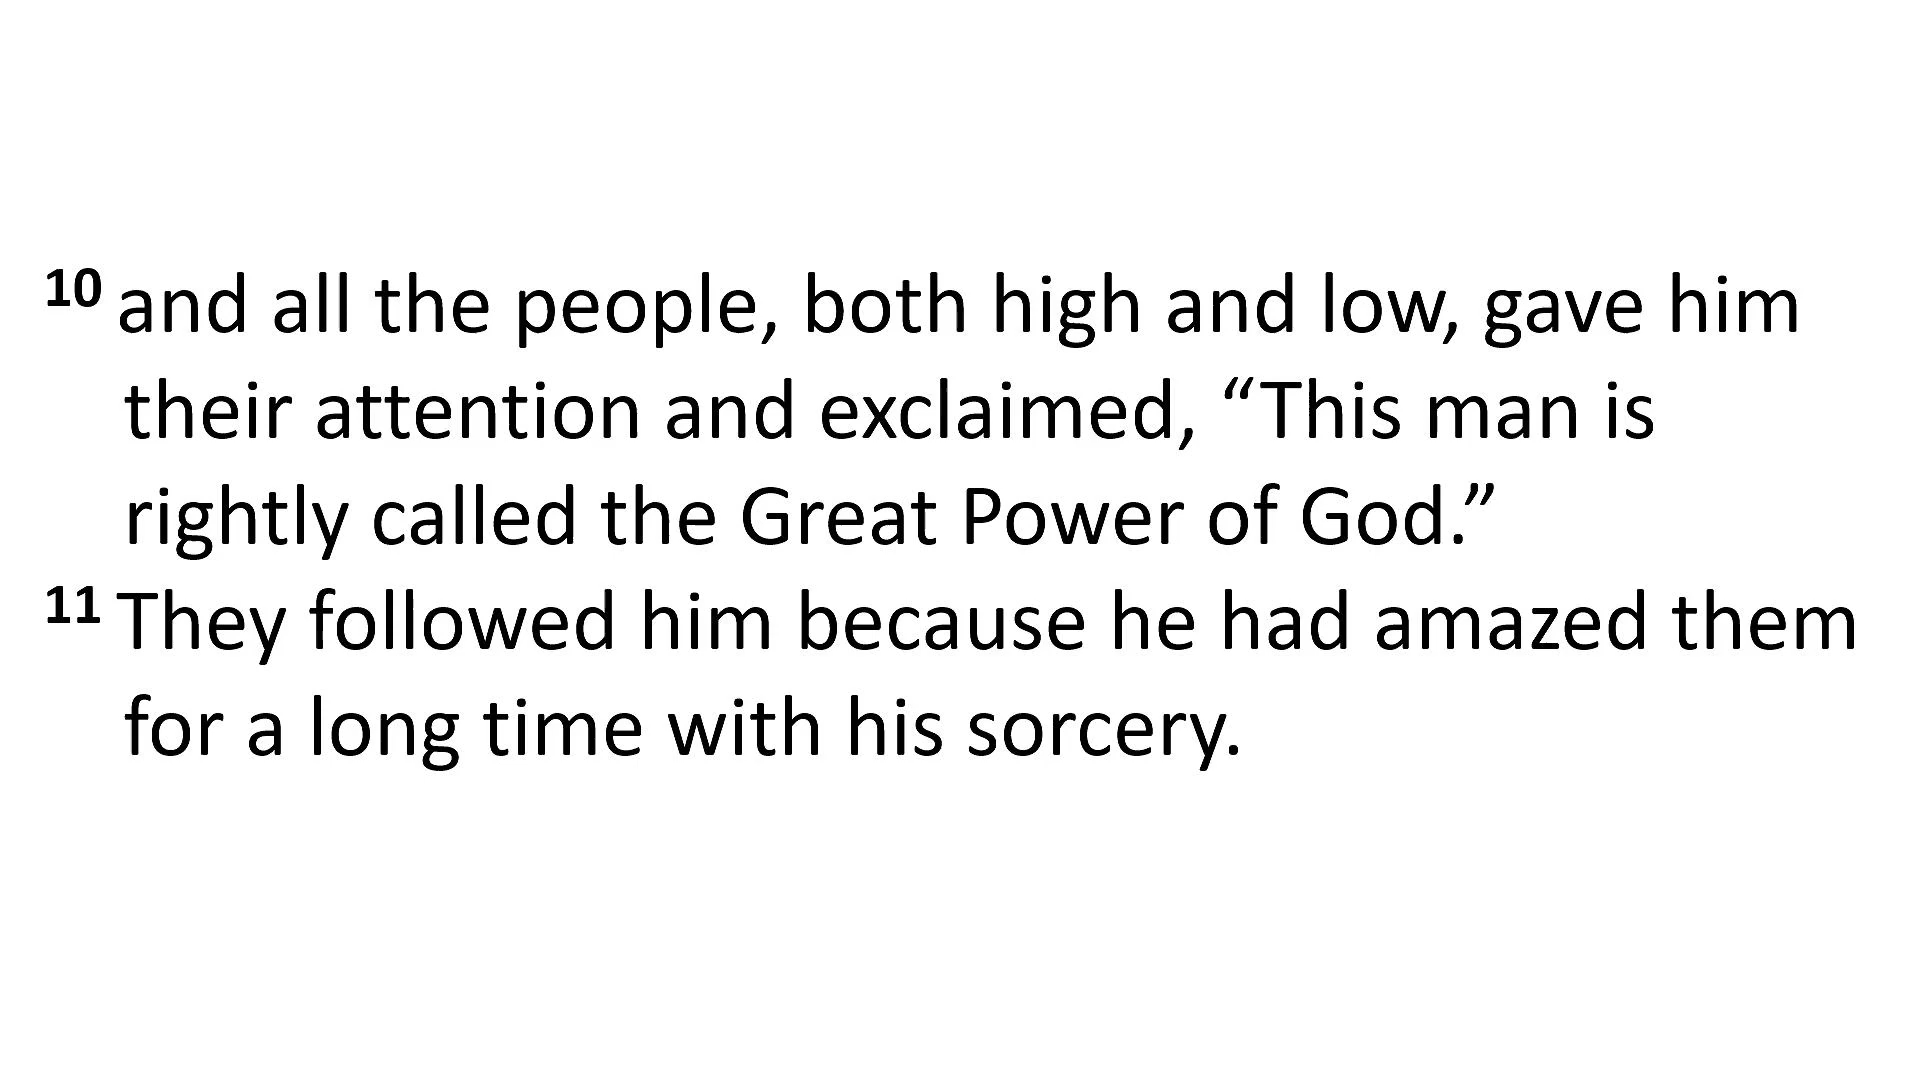 10 and all the people, both high and low, gave him
their attention and exclaimed, “This man is
rightly called the Great Power of God.”
11 They followed him because he had amazed them
for a long time with his sorcery.